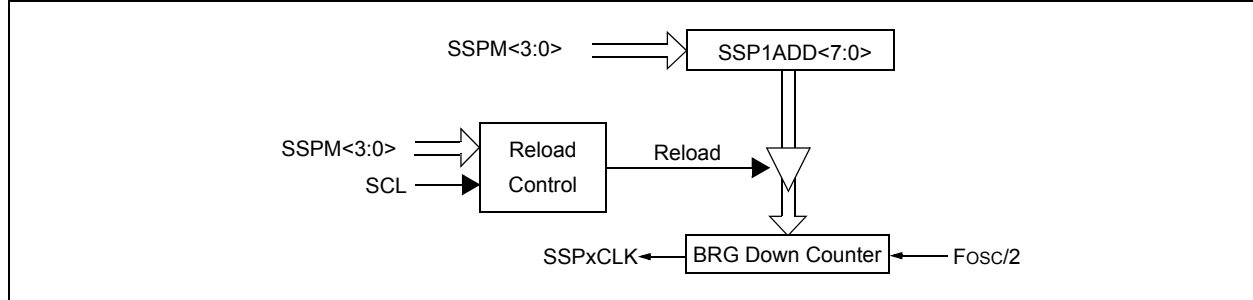 SSPM<3:0>
SSP1ADD<7:0>
SSPM<3:0>
SCL
Reload
Control
Reload
SSPxCLK
BRG Down Counter
FOSC/2